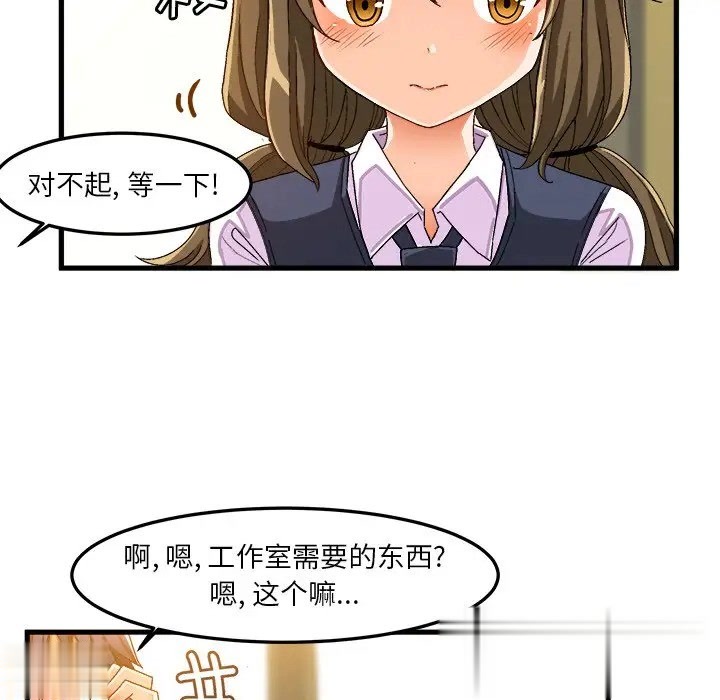 对不起, 等一下!
啊, 嗯, 工作室需要的东西?
嗯, 这个嘛...